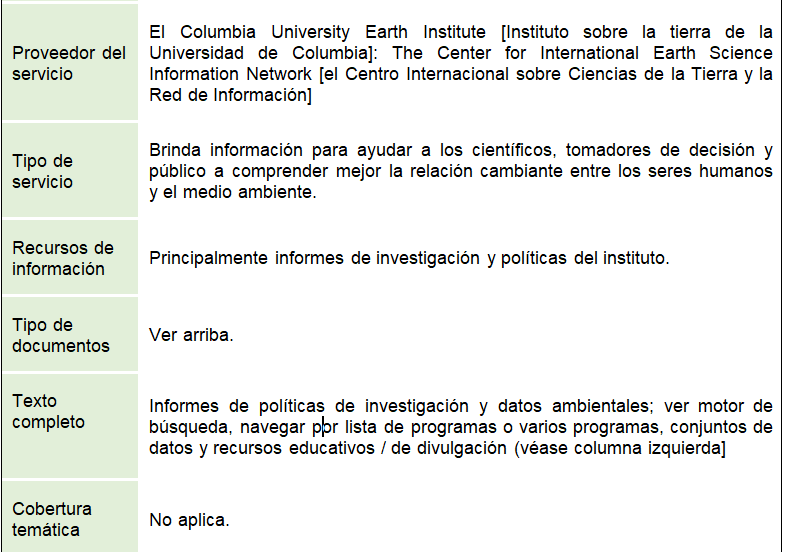 Proveedor del
servicio
El Columbia University Earth Institute [Instituto sobre la tierra de la
Universidad de Columbia]: The Center for International Earth Science
Information Network [el Centro Internacional sobre Ciencias de la Tierra y la
Red de Información]
Tipo de
servicio
Brinda información para ayudar a los científicos, tomadores de decisión y
público a comprender mejor la relación cambiante entre los seres humanos
y el medio ambiente.
Recursos de
información
Principalmente informes de investigación y políticas del instituto.
Tipo de
documentos
Ver arriba.
Texto
completo
Informes de políticas de investigación y datos ambientales; ver motor de
búsqueda, navegar por lista de programas o varios programas, conjuntos de
datos y recursos educativos / de divulgación (véase columna izquierda]
Cobertura
temática
No aplica.